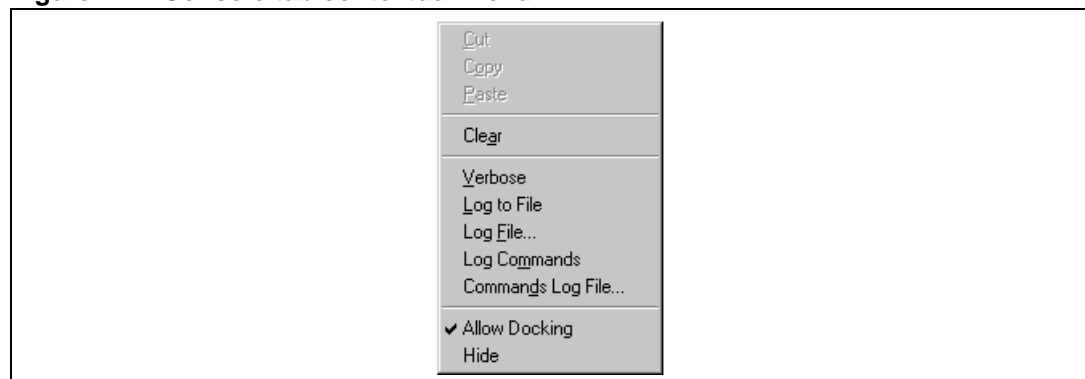 Cut
Copy
Paste
Clear
Verbose
Log to File
Log File...
Log Commands
Commands Log File...
Allow Docking
Hide